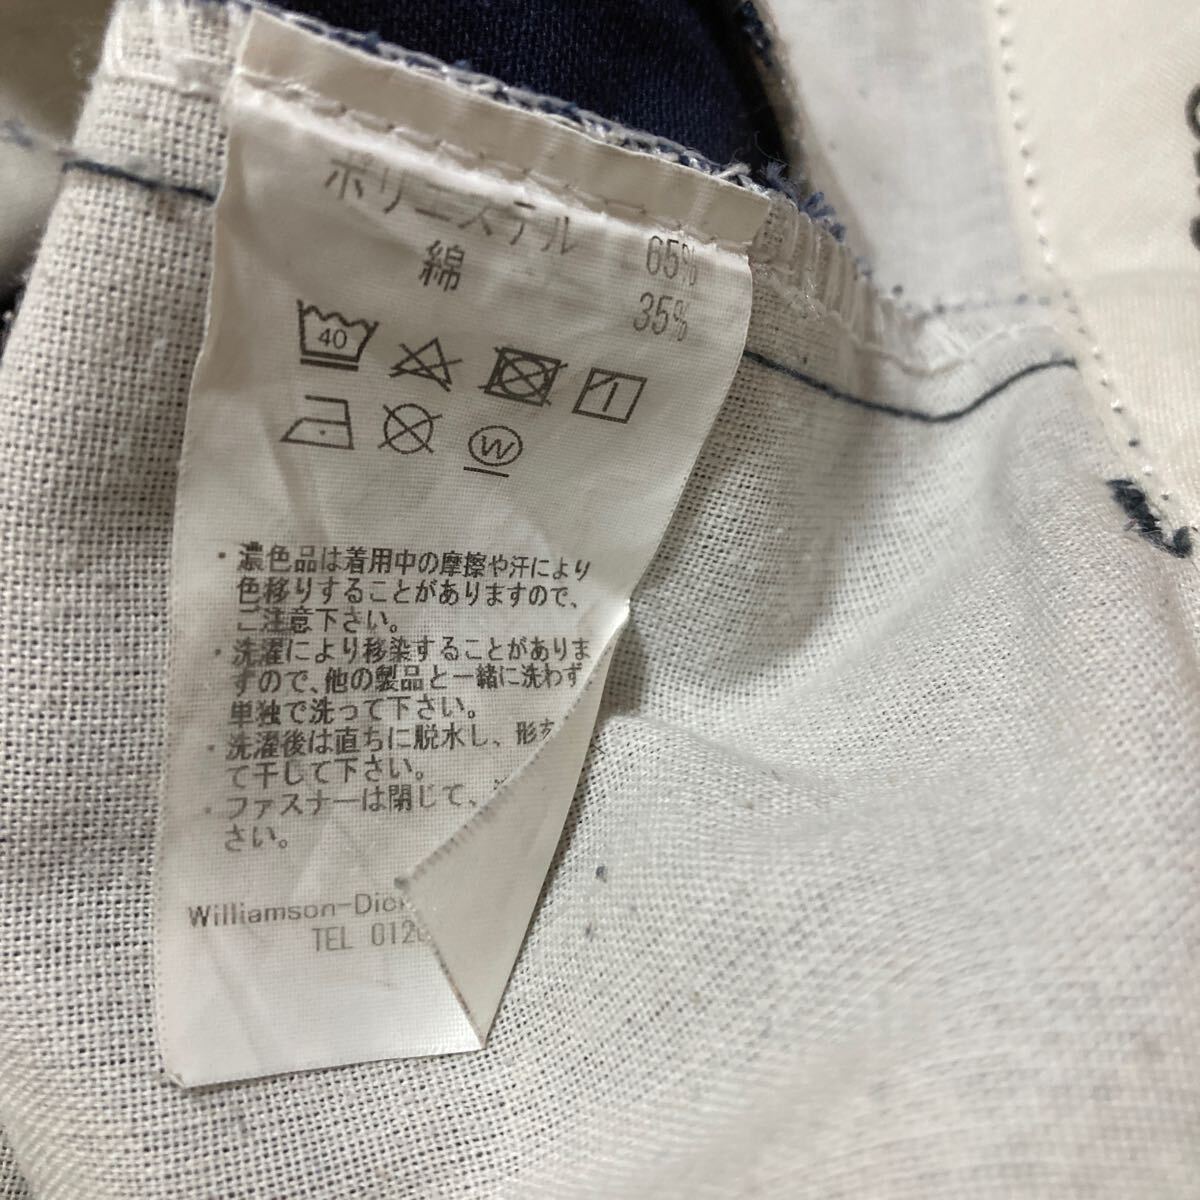 ポリエステル 65%
綿 35%
40
W
・濃色品は着用中の摩擦や汗により
色移りすることがありますので、
ご注意下さい。
・洗濯により移染することがありま
すので、他の製品と一緒に洗わず、
単独で洗って下さい。
・洗濯後は直ちに脱水し、形を
て干して下さい。
・ファスナーは閉じて、
さい。
Williamson-Dic
TEL 0120